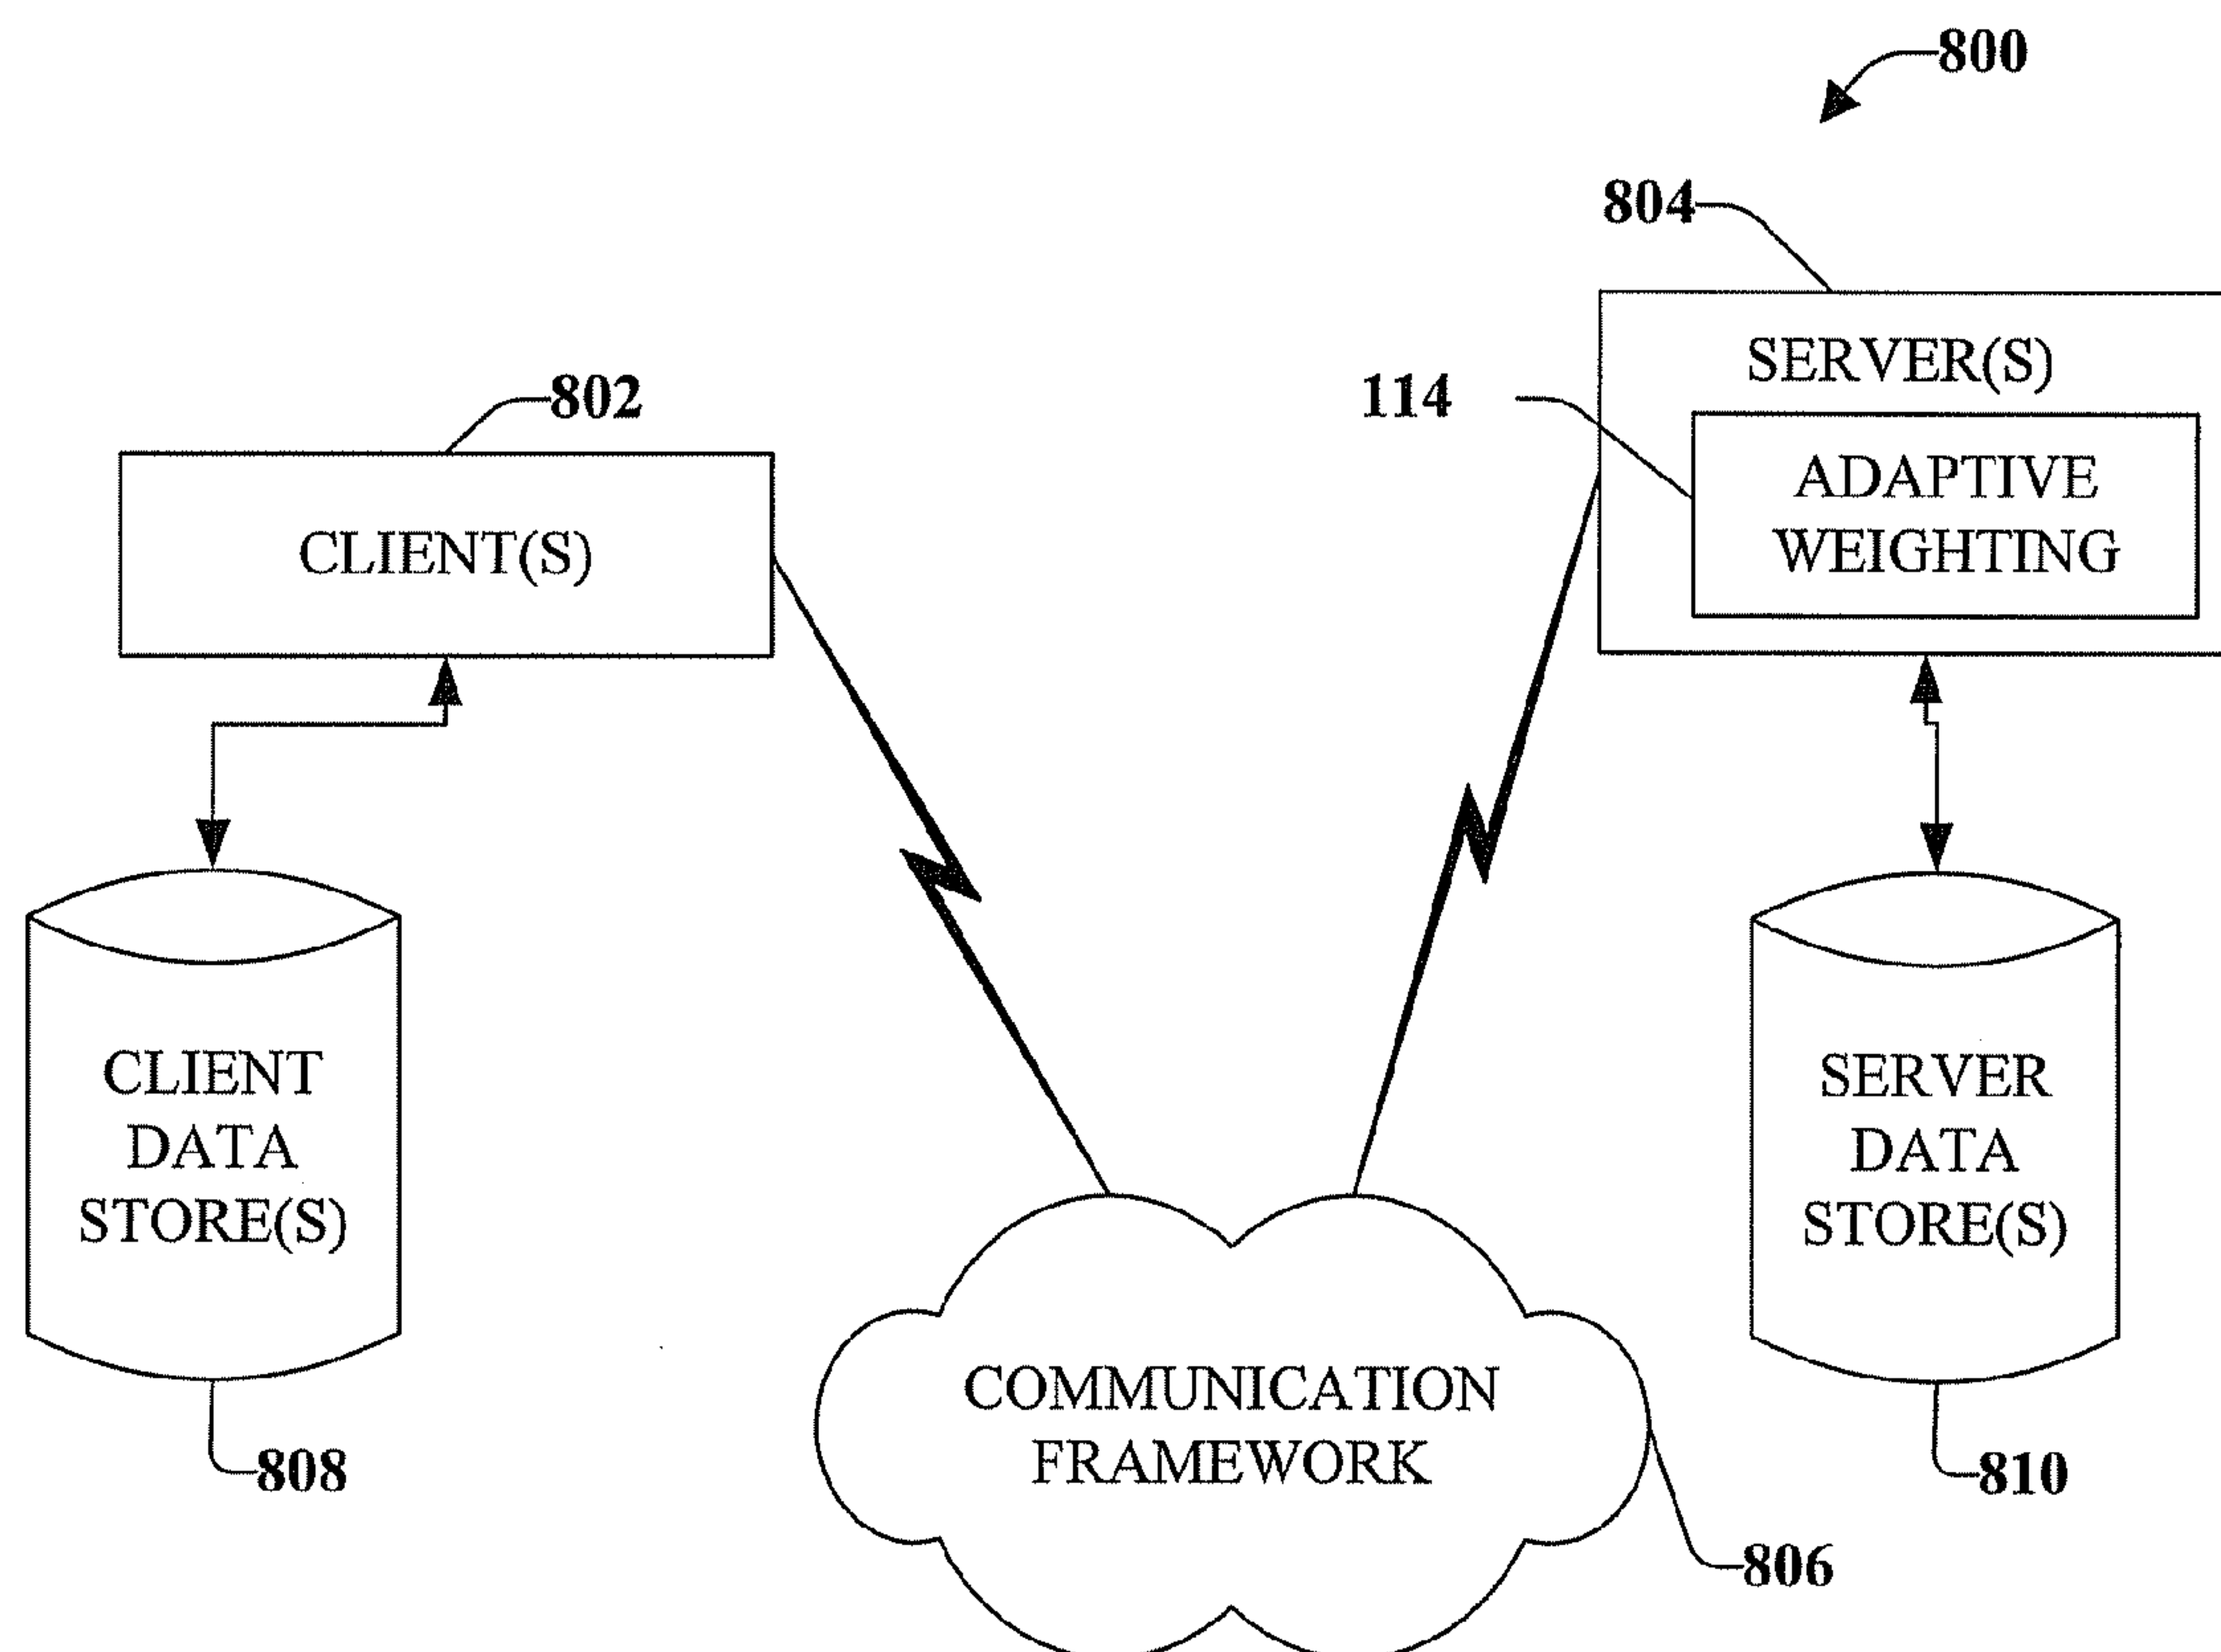 800
804
SERVER(S)
802
114
ADAPTIVE
WEIGHTING
CLIENT(S)
CLIENT
DATA
STORE(S)
SERVER
DATA
STORE(S)
COMMUNICATION
FRAMEWORK
808
810
806